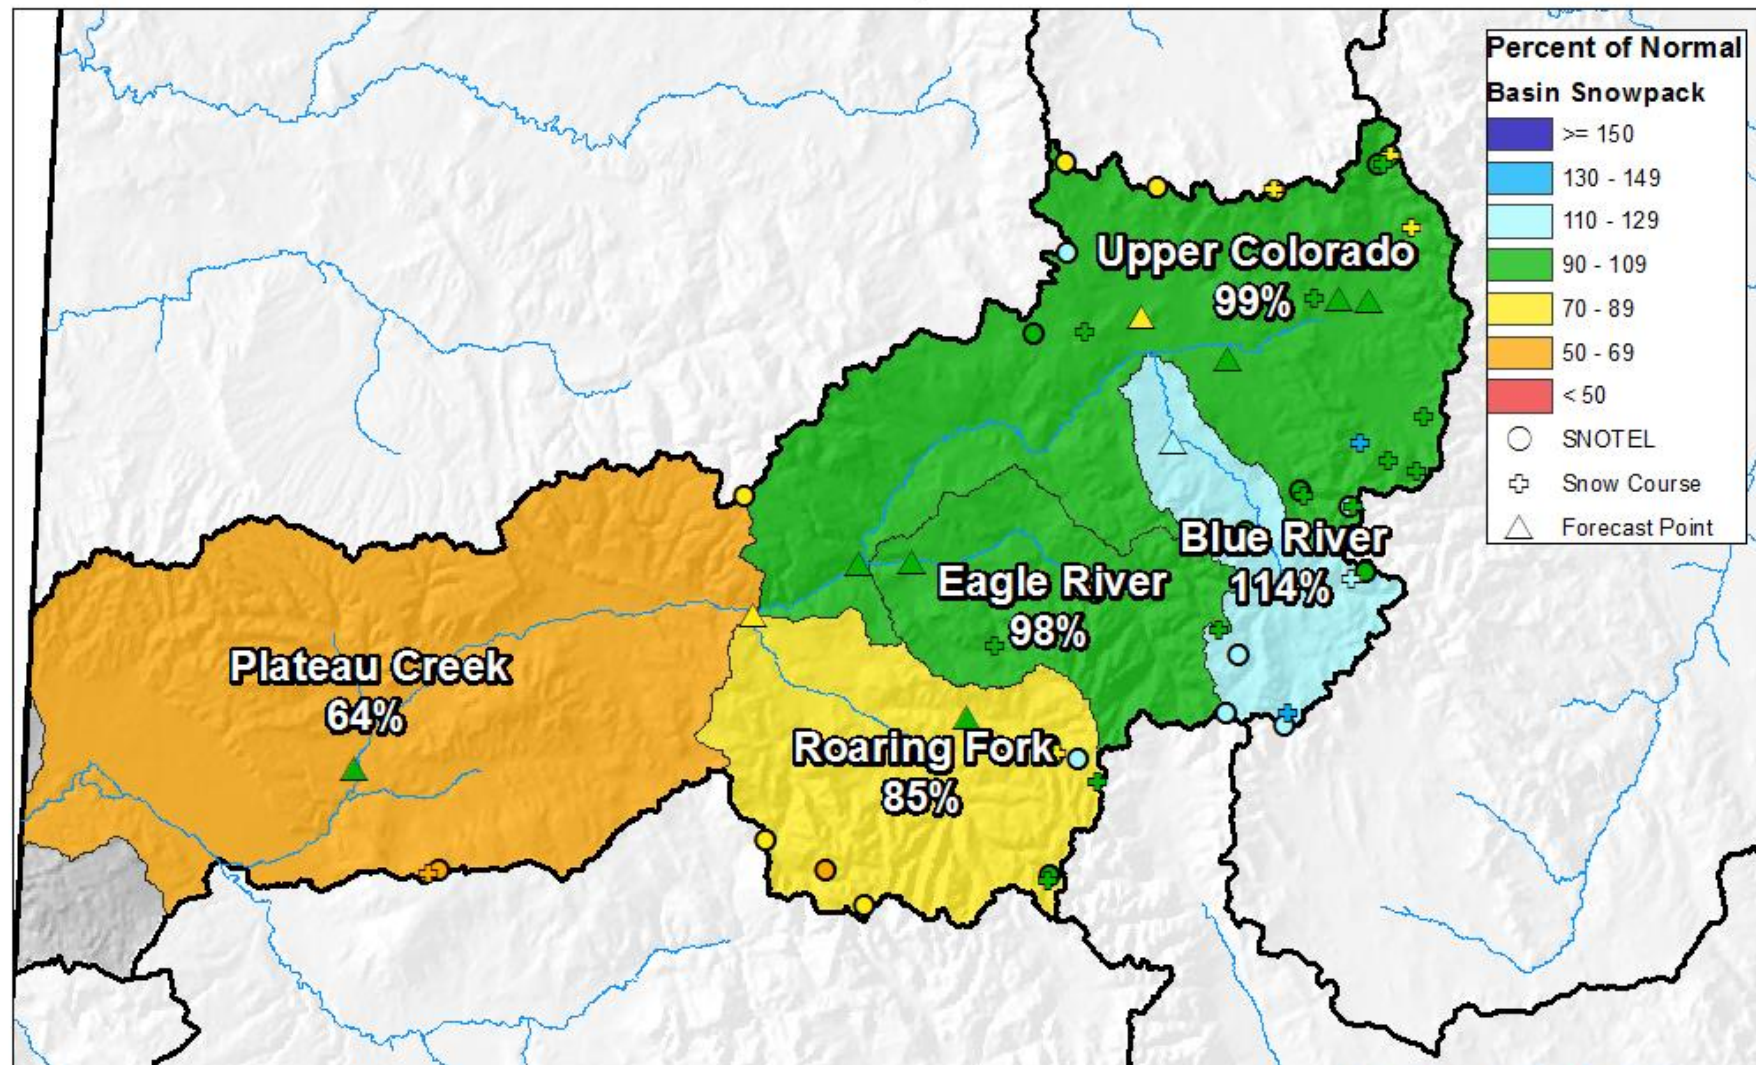 Percent of Normal
Basin Snowpack
>= 150
130 - 149
110 - 129
90 - 109
70 - 89
50 - 69
< 50
SNOTEL
Snow Course
Forecast Point
Upper Colorado
99%
Blue River
114%
Eagle River
98%
Plateau Creek
64%
Roaring Fork
85%